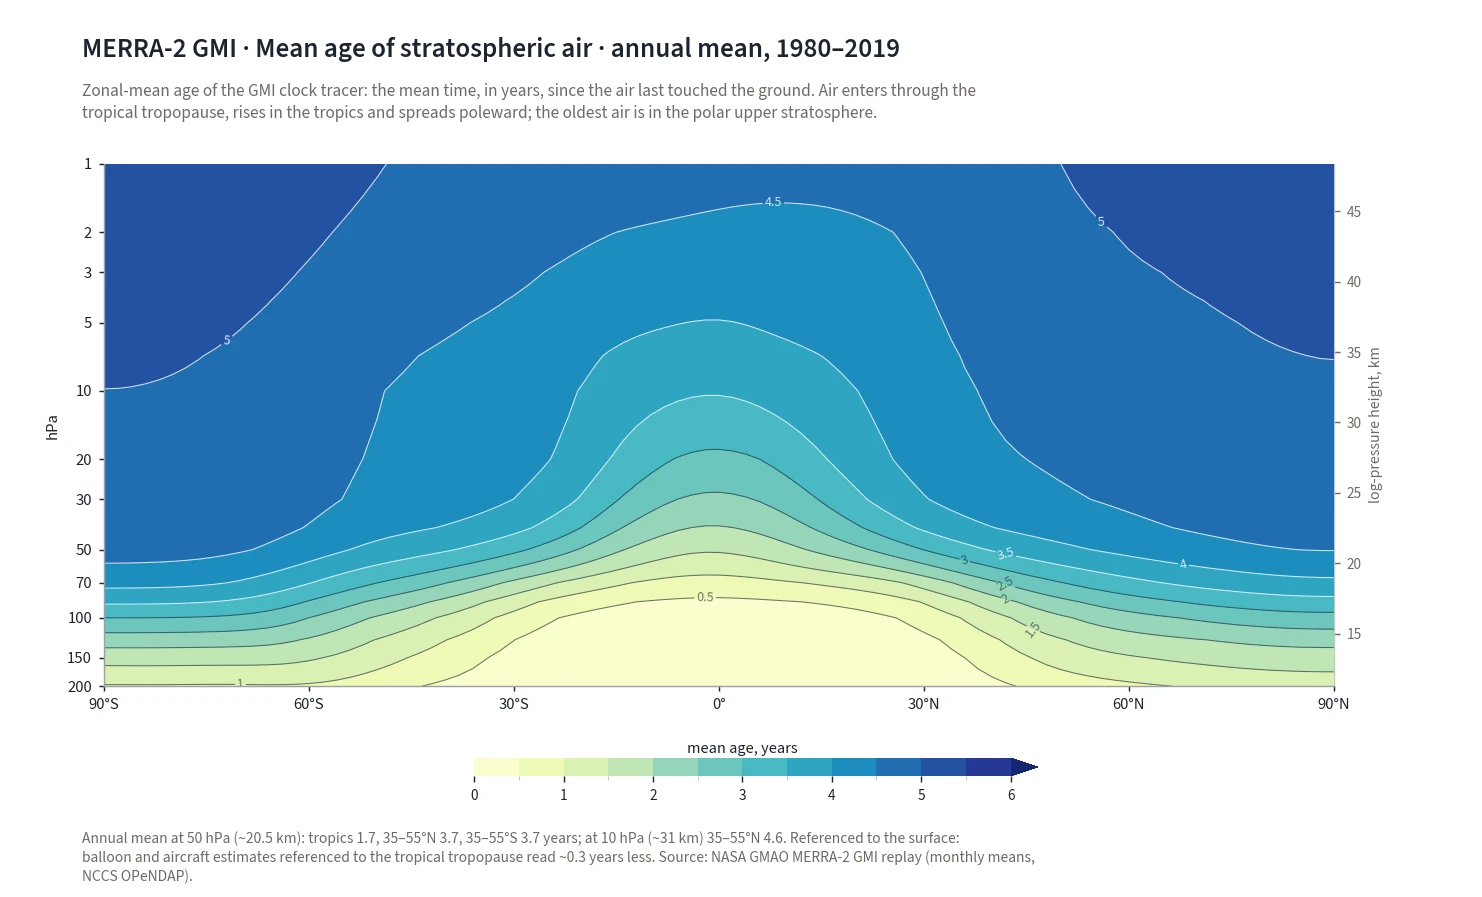 MERRA-2 GMI · Mean age of stratospheric air · annual mean, 1980–2019
Zonal-mean age of the GMI clock tracer: the mean time, in years, since the air last touched the ground. Air enters through the
tropical tropopause, rises in the tropics and spreads poleward; the oldest air is in the polar upper stratosphere.
1
2
3
5
10
20
30
50
70
100
150
200
hPa
45
40
35
30
25
20
15
log-pressure height, km
4.5
5
5
3
3.5
4
2.5
2
0.5
1.5
1
90°S
60°S
30°S
0°
30°N
60°N
90°N
mean age, years
0
1
2
3
4
5
6
Annual mean at 50 hPa (~20.5 km): tropics 1.7, 35–55°N 3.7, 35–55°S 3.7 years; at 10 hPa (~31 km) 35–55°N 4.6. Referenced to the surface:
balloon and aircraft estimates referenced to the tropical tropopause read ~0.3 years less. Source: NASA GMAO MERRA-2 GMI replay (monthly means,
NCCS OPeNDAP).